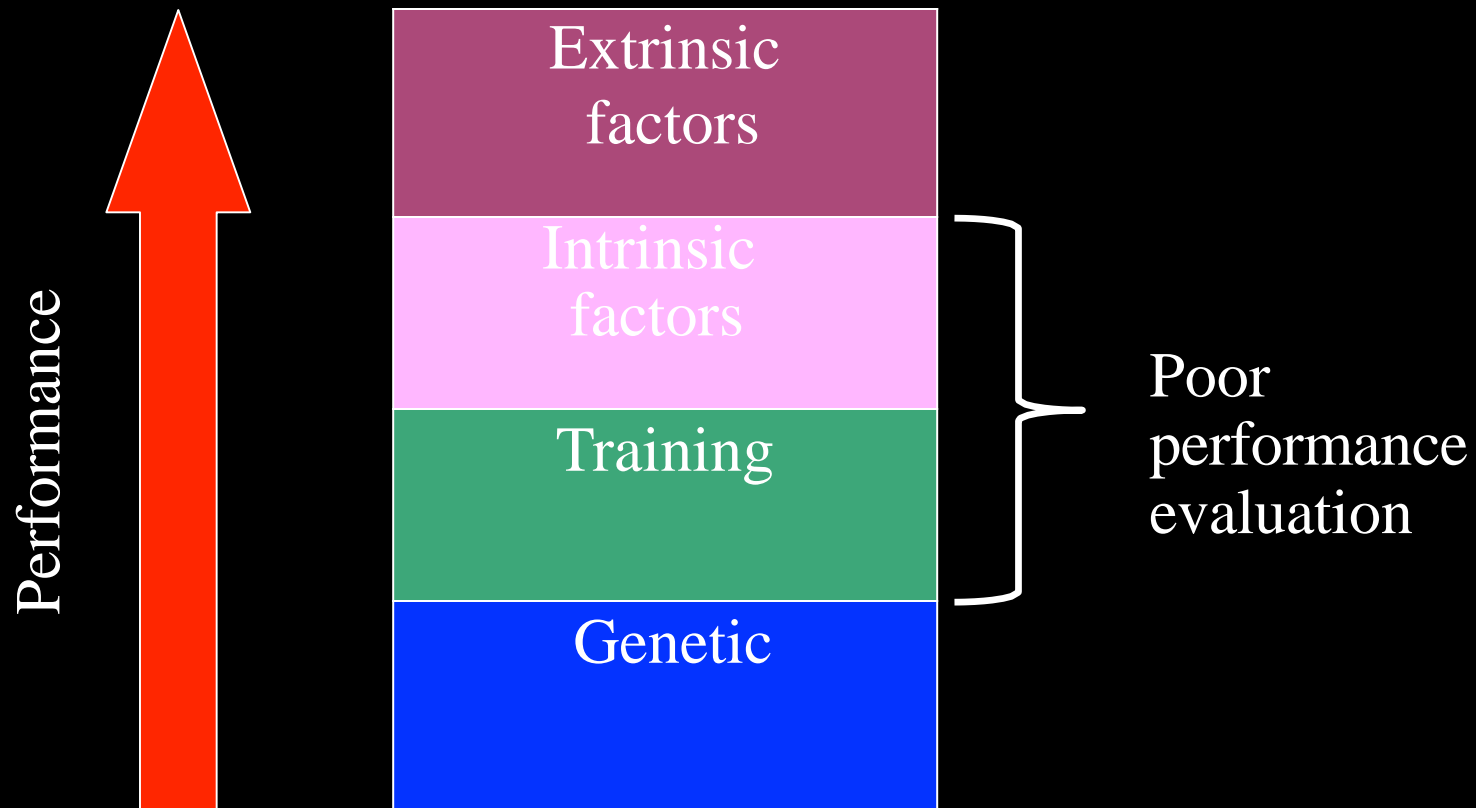 Performance
Extrinsic
factors
Intrinsic
factors
Training
Genetic
Poor
performance
evaluation